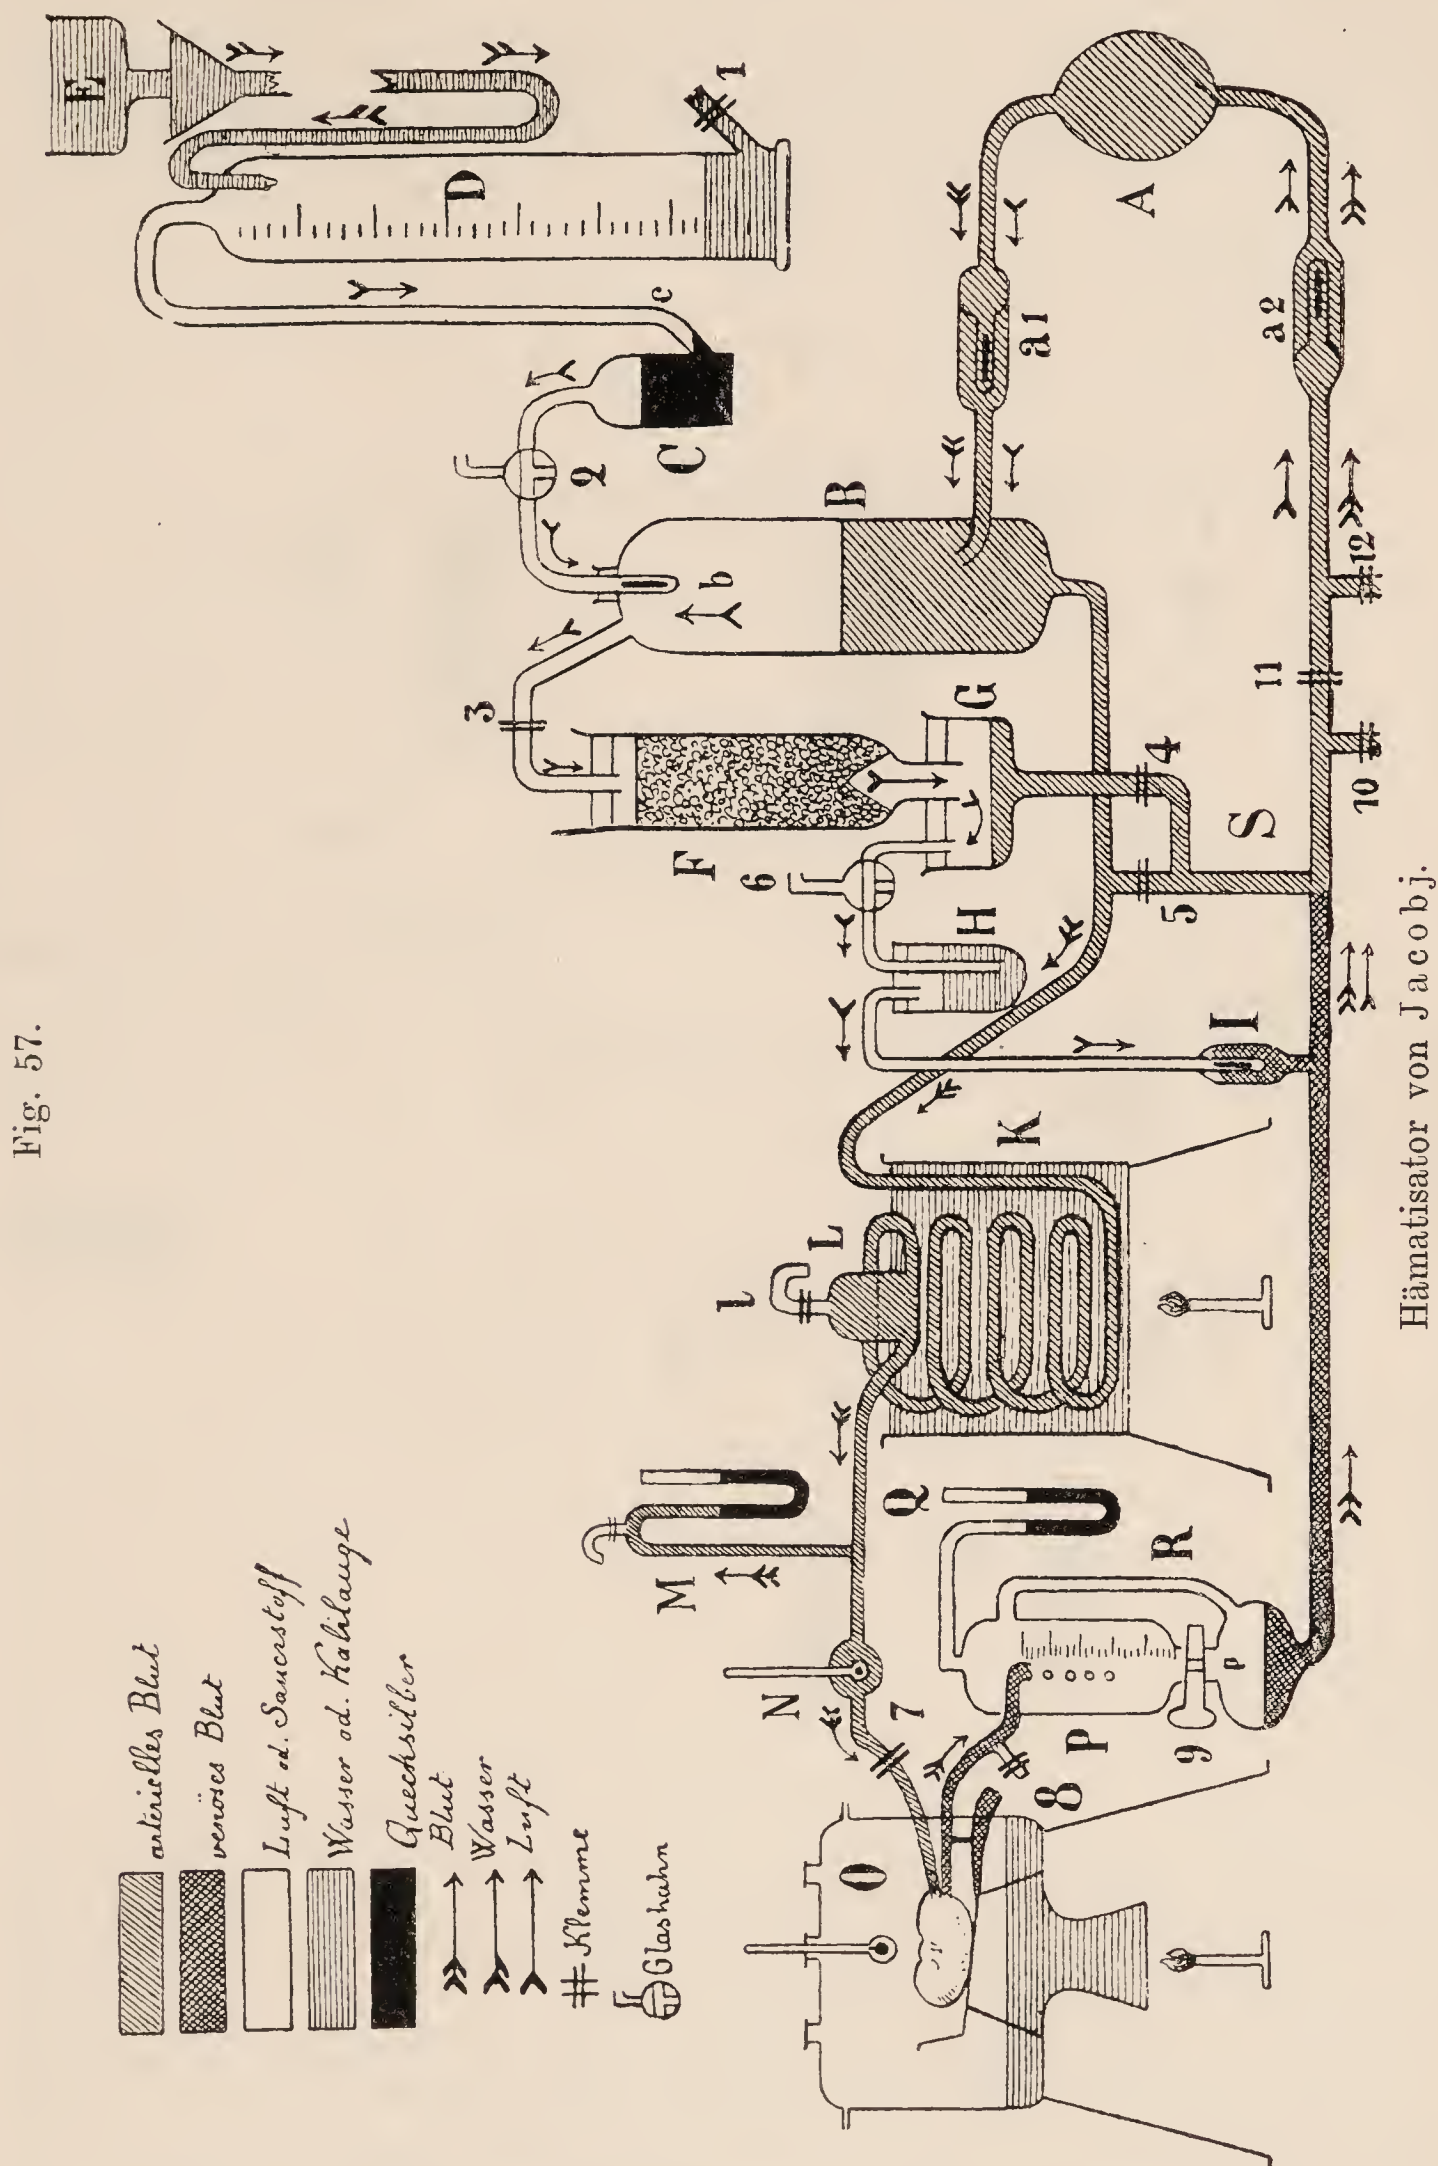 Fig. 57.
artérielles Blut
venöses Blut
Luft od. Sauerstoff
Wasser od. Kalilauge
Quecksilber
Blut
Wasser
Luft
Klemme
Glashahn
E
D
1
c
C
2
b
B
3
F
G
6
H
4
5
S
I
K
L
l
M
N
7
O
8
P
p
9
Q
R
A
a1
a2
10
11
12
Hämatisator von Jacobj.